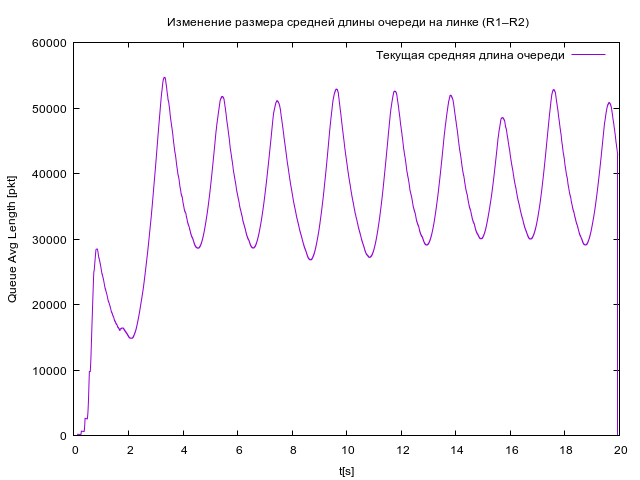 Изменение размера средней длины очереди на линке (R1–R2)
Текущая средняя длина очереди
60000
50000
40000
30000
20000
10000
0
Queue Avg Length [pkt]
0 2 4 6 8 10 12 14 16 18 20
t[s]